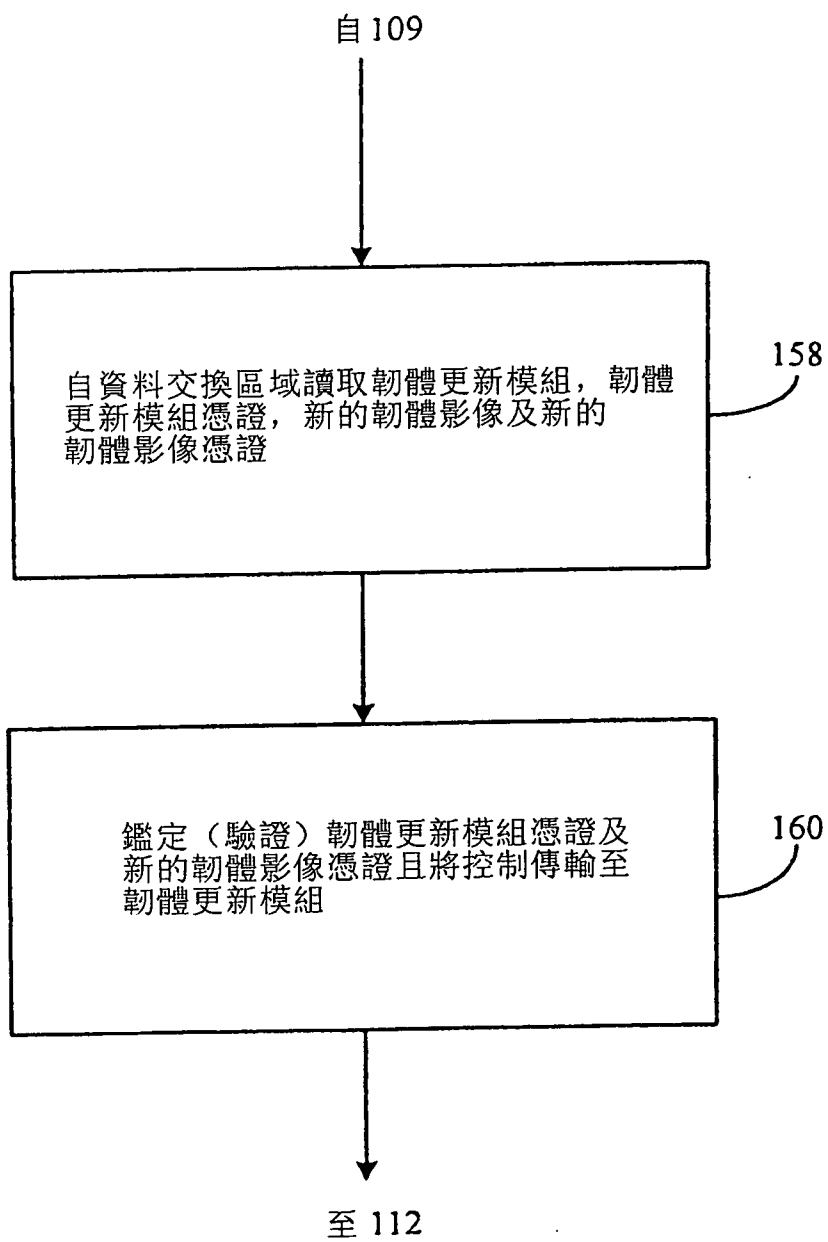 自 109
自資料交換區域讀取韌體更新模組，韌體
更新模組憑證，新的韌體影像及新的
韌體影像憑證
158
鑑定（驗證）韌體更新模組憑證及
新的韌體影像憑證且將控制傳輸至
韌體更新模組
160
至 112